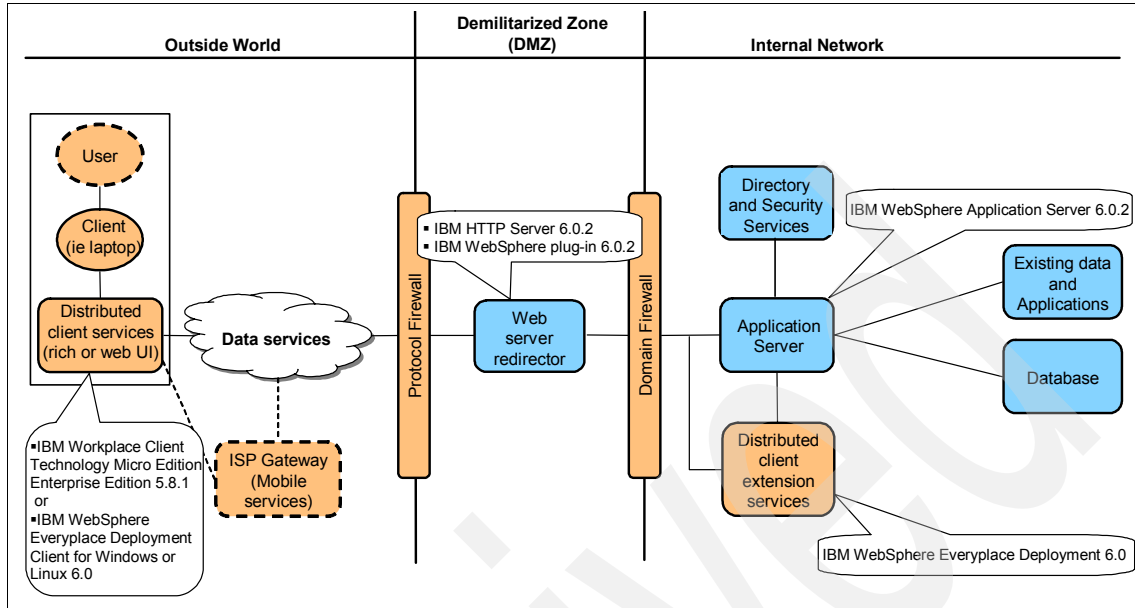 Outside World
Demilitarized Zone
(DMZ)
Internal Network
User
Client
(ie laptop)
Distributed
client services
(rich or web UI)
Data services
ISP Gateway
(Mobile
services)
▪IBM Workplace Client
Technology Micro Edition
Enterprise Edition 5.8.1
or
▪IBM WebSphere
Everyplace Deployment
Client for Windows or
Linux 6.0
Protocol Firewall
▪ IBM HTTP Server 6.0.2
▪ IBM WebSphere plug-in 6.0.2
Web
server
redirector
Domain Firewall
Directory
and Security
Services
IBM WebSphere Application Server 6.0.2
Existing data
and
Applications
Application
Server
Database
Distributed
client
extension
services
IBM WebSphere Everyplace Deployment 6.0